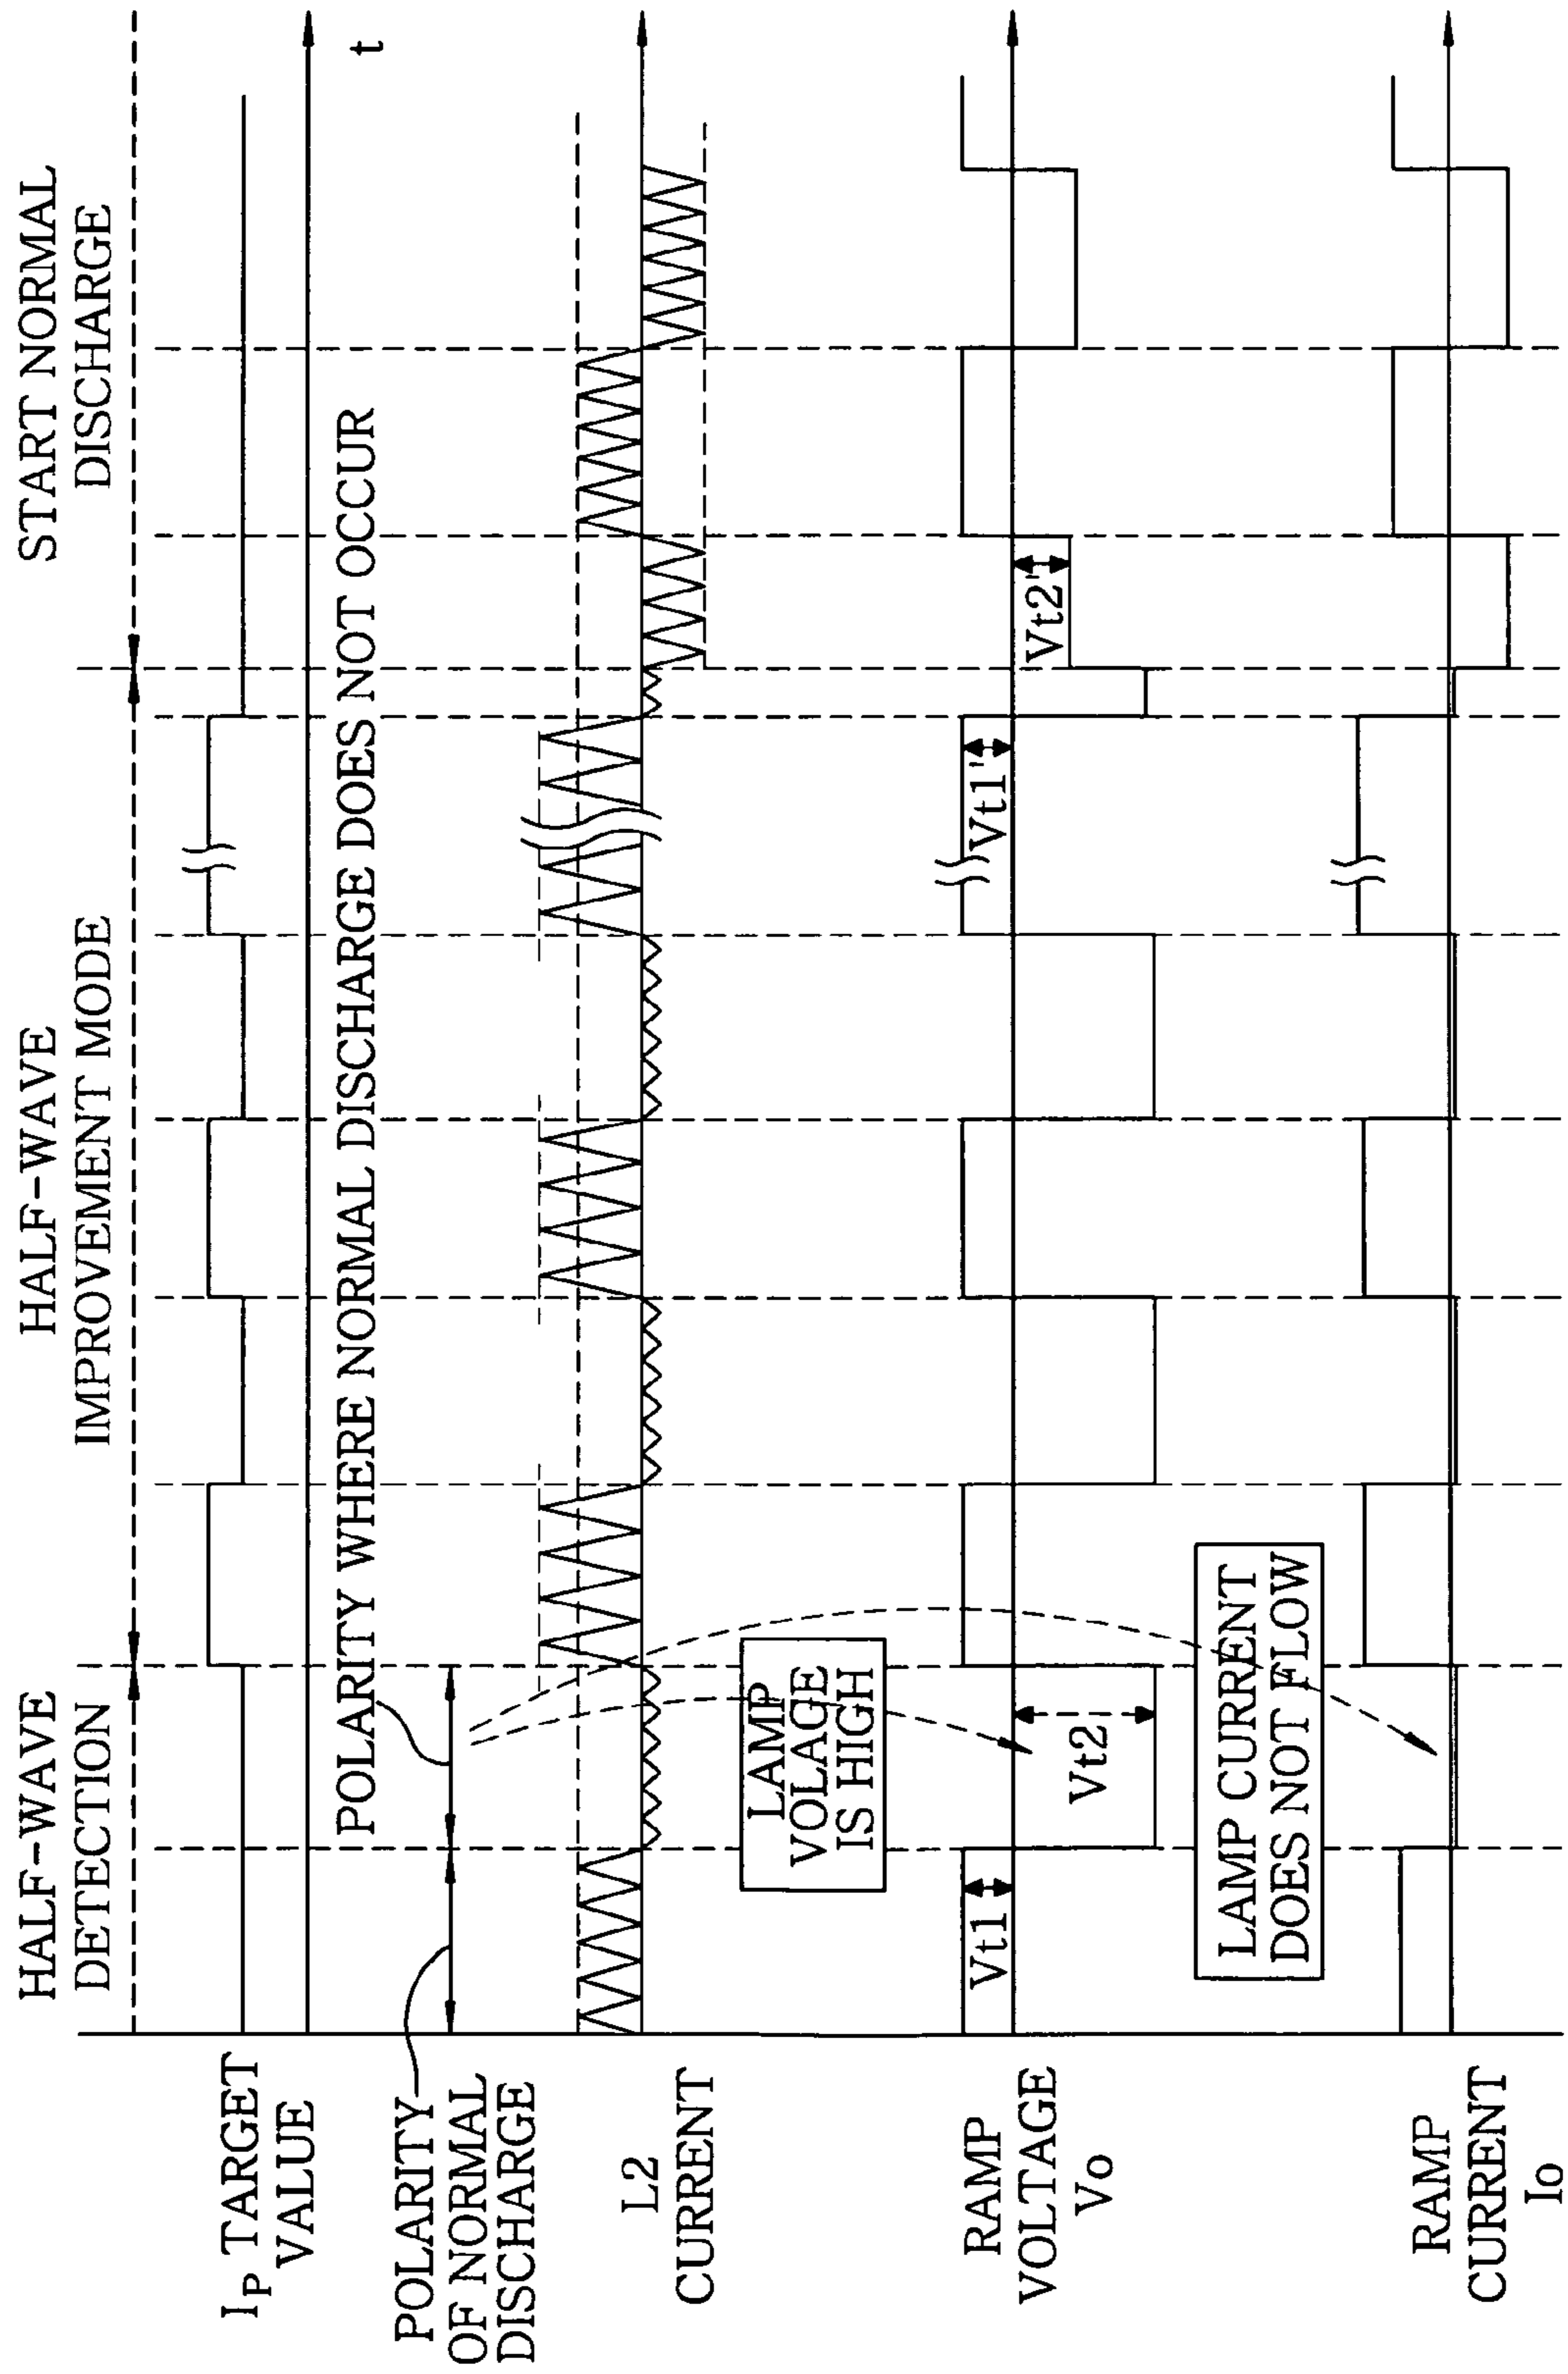 HALF-WAVE
DETECTION
HALF-WAVE
IMPROVEMENT MODE
START NORMAL
DISCHARGE
IP TARGET
VALUE
t
POLARITY WHERE NORMAL DISCHARGE DOES NOT OCCUR
POLARITY
OF NORMAL
DISCHARGE
L2
CURRENT
LAMP
VOLAGE
IS HIGH
RAMP
VOLTAGE
Vo
Vt1
Vt2
Vt1'
Vt2'
LAMP CURRENT
DOES NOT FLOW
RAMP
CURRENT
Io